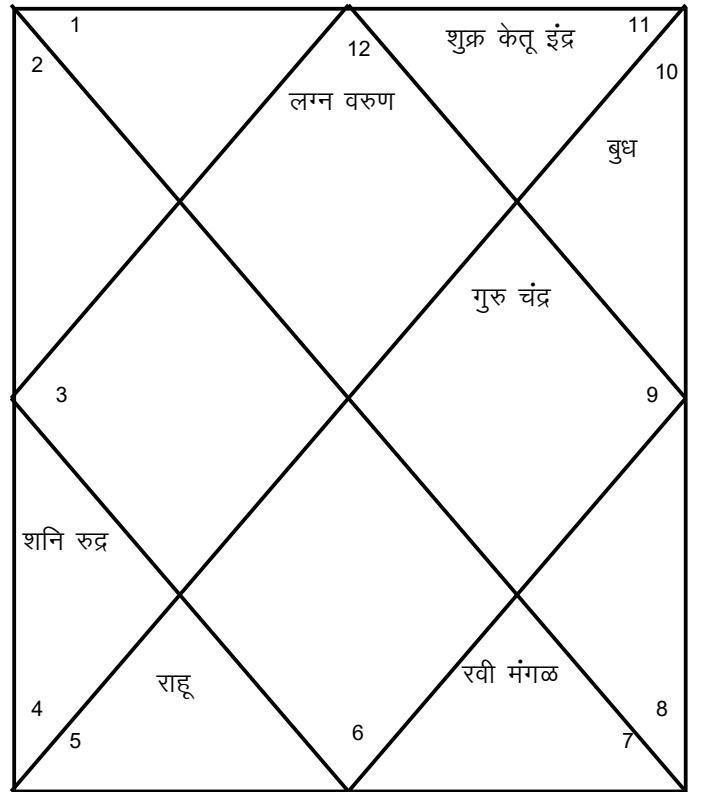 1
शुक्र केतू इंद्र
11
12
2
10
लग्न वरुण
बुध
गुरु चंद्र
3
9
शनि रुद्र
रवी मंगळ
राहू
4
8
6
5
7